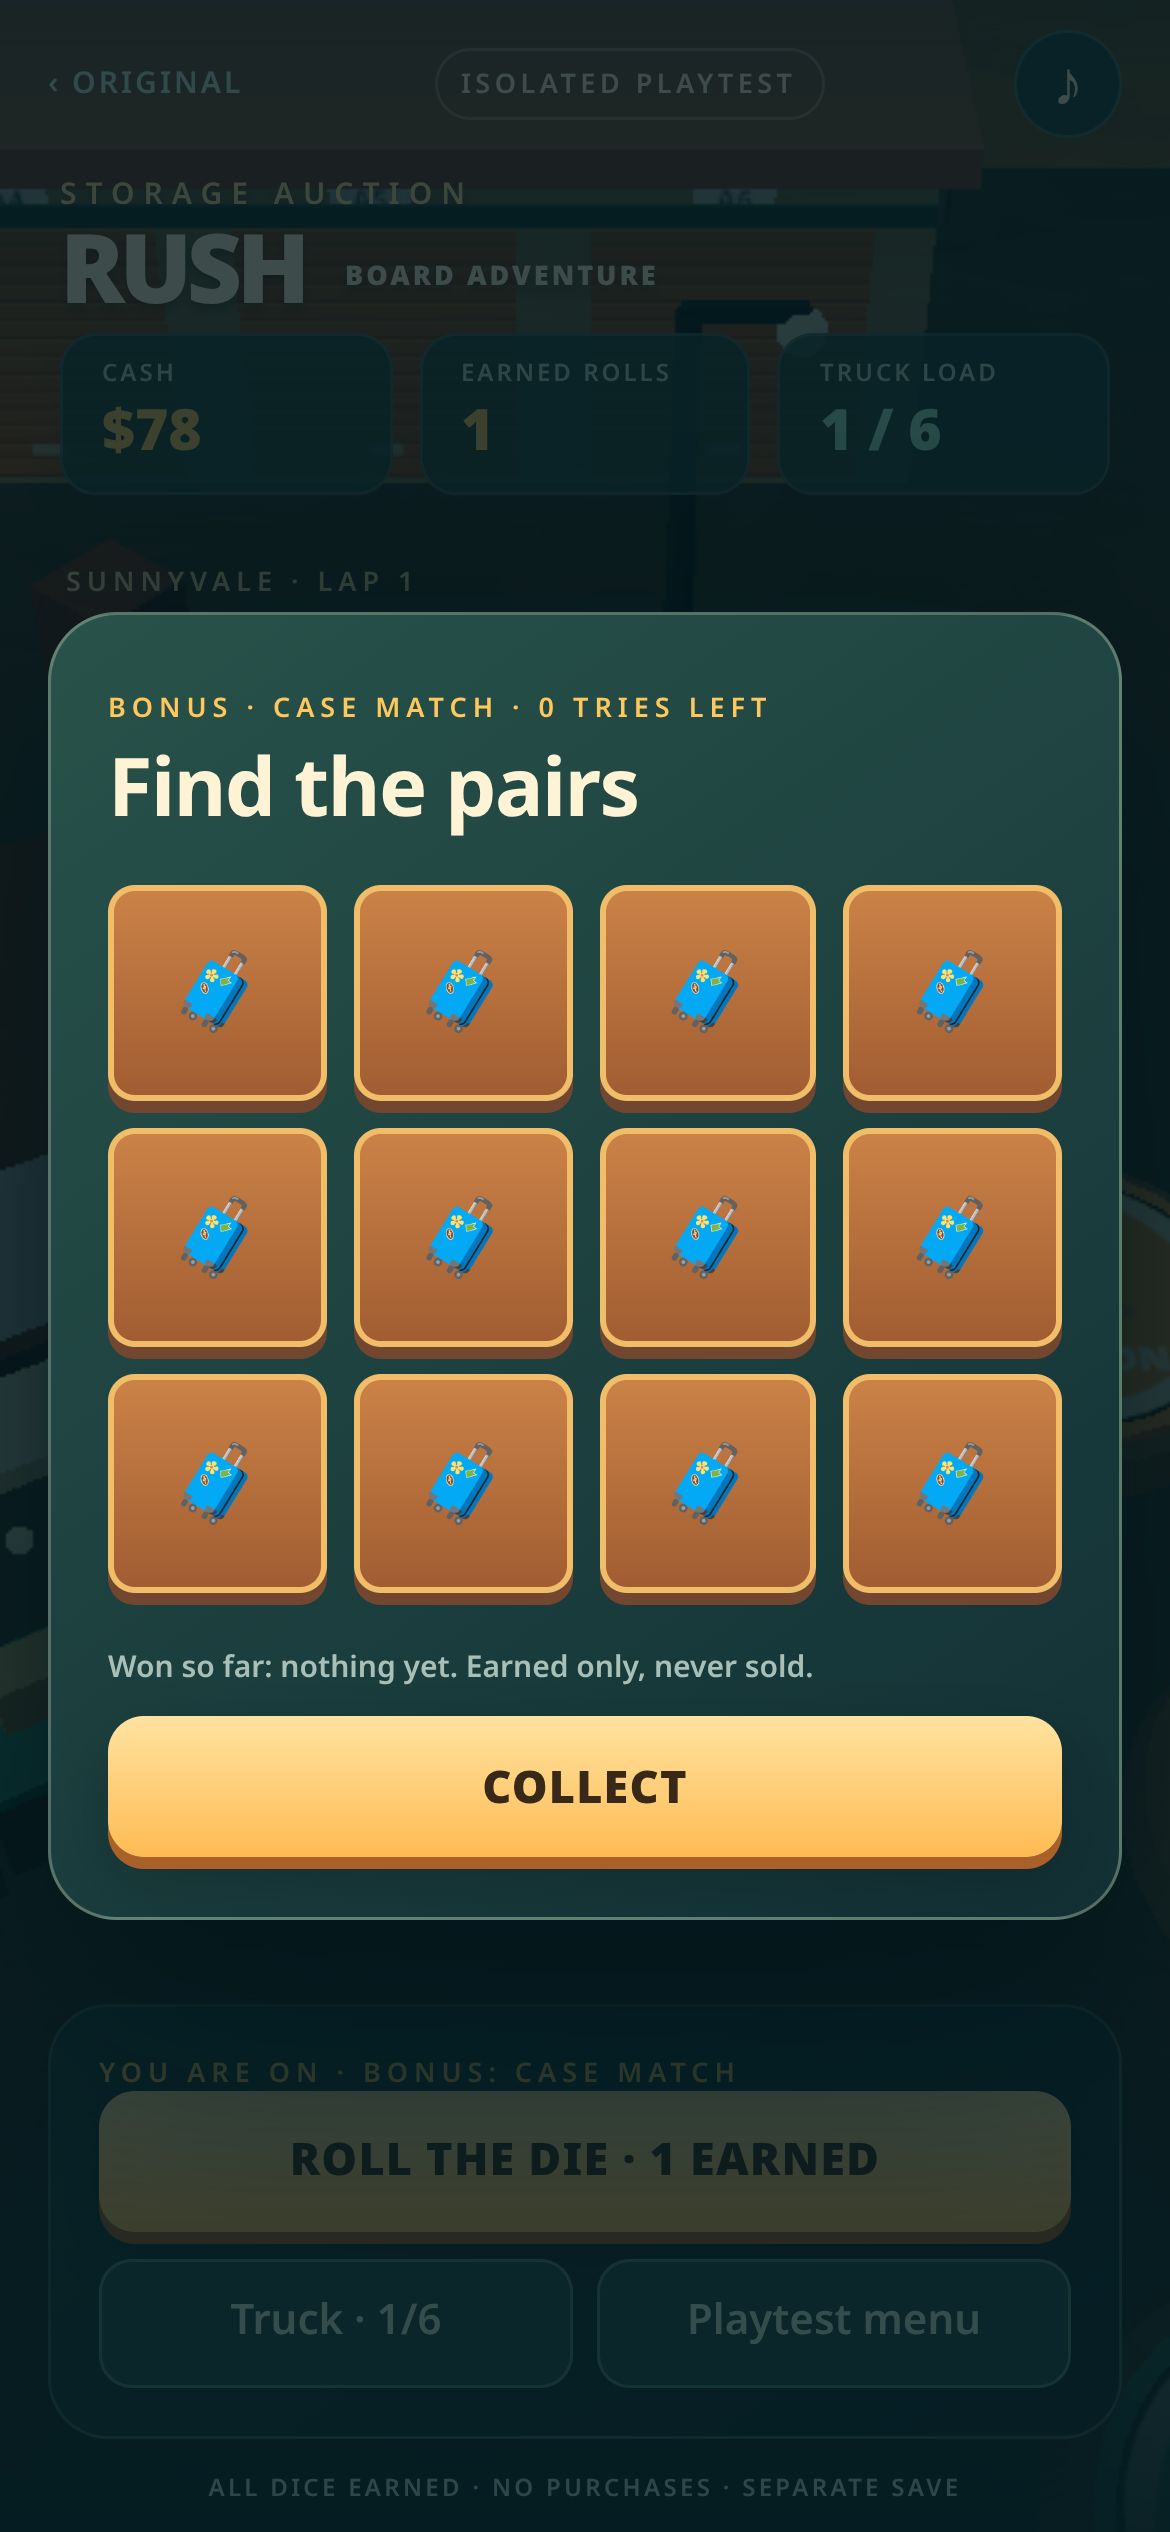 ‹ ORIGINAL
ISOLATED PLAYTEST
STORAGE AUCTION
RUSH BOARD ADVENTURE
CASH
$78
EARNED ROLLS
1
TRUCK LOAD
1 / 6
SUNNYVALE · LAP 1
BONUS · CASE MATCH · 0 TRIES LEFT
Find the pairs
Won so far: nothing yet. Earned only, never sold.
COLLECT
YOU ARE ON · BONUS: CASE MATCH
ROLL THE DIE · 1 EARNED
Truck · 1/6
Playtest menu
ALL DICE EARNED · NO PURCHASES · SEPARATE SAVE